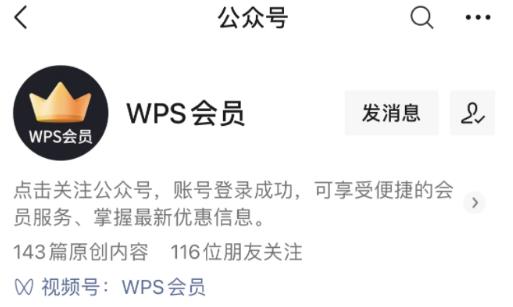 公众号
WPS会员
WPS会员
发消息
点击关注公众号，账号登录成功，可享受便捷的会
员服务、掌握最新优惠信息。
143篇原创内容 116位朋友关注
视频号：WPS会员